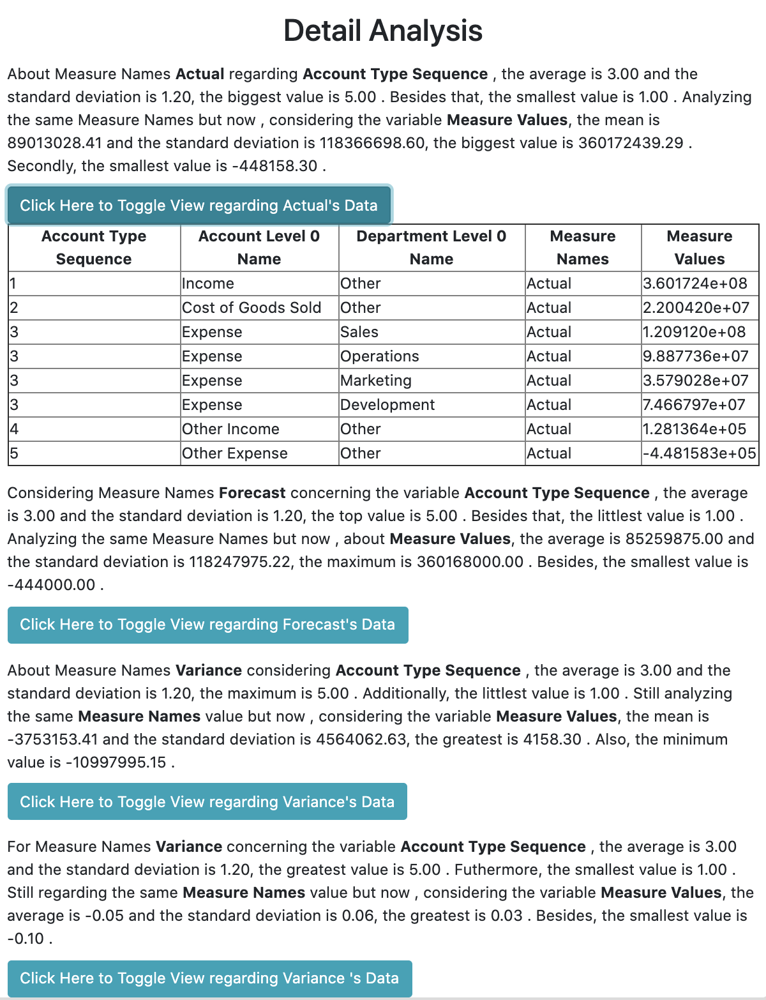 Detail Analysis
About Measure Names Actual regarding Account Type Sequence , the average is 3.00 and the
standard deviation is 1.20, the biggest value is 5.00 . Besides that, the smallest value is 1.00 . Analyzing
the same Measure Names but now , considering the variable Measure Values, the mean is
89013028.41 and the standard deviation is 118366698.60, the biggest value is 360172439.29 .
Secondly, the smallest value is -448158.30 .
Click Here to Toggle View regarding Actual's Data
Account Type Sequence Account Level 0 Name Department Level 0 Name Measure Names Measure Values
1 Income Other Actual 3.601724e+08
2 Cost of Goods Sold Other Actual 2.200420e+07
3 Expense Sales Actual 1.209120e+08
3 Expense Operations Actual 9.887736e+07
3 Expense Marketing Actual 3.579028e+07
3 Expense Development Actual 7.466797e+07
4 Other Income Other Actual 1.281364e+05
5 Other Expense Other Actual -4.481583e+05
Considering Measure Names Forecast concerning the variable Account Type Sequence , the average
is 3.00 and the standard deviation is 1.20, the top value is 5.00 . Besides that, the littlest value is 1.00 .
Analyzing the same Measure Names but now , about Measure Values, the average is 85259875.00 and
the standard deviation is 118247975.22, the maximum is 360168000.00 . Besides, the smallest value is
-444000.00 .
Click Here to Toggle View regarding Forecast's Data
About Measure Names Variance considering Account Type Sequence , the average is 3.00 and the
standard deviation is 1.20, the maximum is 5.00 . Additionally, the littlest value is 1.00 . Still analyzing
the same Measure Names value but now , considering the variable Measure Values, the mean is
-3753153.41 and the standard deviation is 4564062.63, the greatest is 4158.30 . Also, the minimum
value is -10997995.15 .
Click Here to Toggle View regarding Variance's Data
For Measure Names Variance concerning the variable Account Type Sequence , the average is 3.00
and the standard deviation is 1.20, the greatest value is 5.00 . Futhermore, the smallest value is 1.00 .
Still regarding the same Measure Names value but now , considering the variable Measure Values, the
average is -0.05 and the standard deviation is 0.06, the greatest is 0.03 . Besides, the smallest value is
-0.10 .
Click Here to Toggle View regarding Variance 's Data